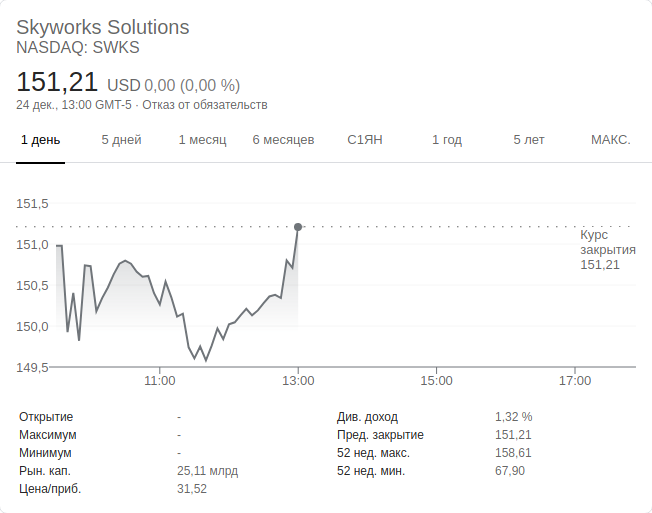 Skyworks Solutions
NASDAQ: SWKS
151,21 USD 0,00 (0,00 %)
24 дек., 13:00 GMT-5 · Отказ от обязательств
1 день 5 дней 1 месяц 6 месяцев С1ЯН 1 год 5 лет МАКС.
151,5
151,0
150,5
150,0
149,5
Курс
закрытия
151,21
11:00 13:00 15:00 17:00
Открытие -
Максимум -
Минимум -
Рын. кап. 25,11 млрд
Цена/приб. 31,52
Див. доход 1,32 %
Пред. закрытие 151,21
52 нед. макс. 158,61
52 нед. мин. 67,90